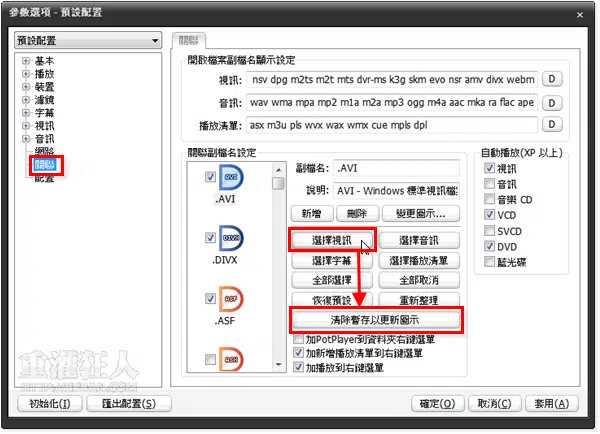 參數選項 - 預設配置
預設配置
基本
播放
裝置
濾鏡
字幕
視訊
音訊
網路
關聯
配置
關聯
開啟檔案副檔名顯示設定
視訊: nsv dpg m2ts m2t mts dvr-ms k3g skm evo nsr amv divx webm D
音訊: wav wma mpa mp2 m1a m2a mp3 ogg m4a aac mka ra flac ape D
播放清單: asx m3u pls wvx wax wmx cue mpls dpl D
關聯副檔名設定
AVI
.AVI
DIVX
.DIVX
ASF
.ASF
ASX
副檔名: .AVI
說明: AVI - Windows 標準視訊檔
新增 刪除 變更圖示...
選擇視訊 選擇音訊
選擇字幕 選擇播放清單
全部選擇 全部取消
恢復預設 重新整理
清除暫存以更新圖示
加PotPlayer到資料夾右鍵選單
加新增播放清單到右鍵選單
加播放到右鍵選單
自動播放(XP 以上)
視訊
音訊
音樂 CD
VCD
SVCD
DVD
藍光碟
重灌狂人
初始化(I) 匯出配置(S) 確定(O) 取消(C) 套用(A)